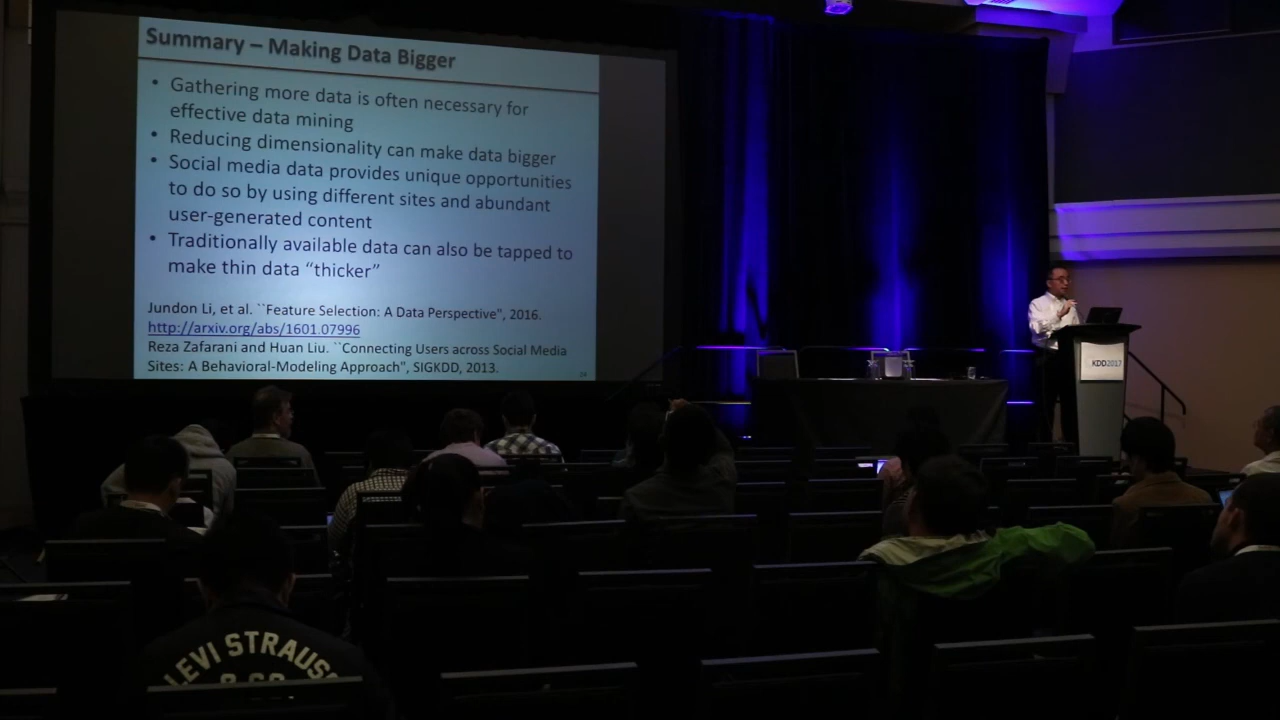 Summary – Making Data Bigger
• Gathering more data is often necessary for
effective data mining
• Reducing dimensionality can make data bigger
• Social media data provides unique opportunities
to do so by using different sites and abundant
user-generated content
• Traditionally available data can also be tapped to
make thin data “thicker”
Jundon Li, et al. ``Feature Selection: A Data Perspective", 2016.
http://arxiv.org/abs/1601.07996
Reza Zafarani and Huan Liu. ``Connecting Users across Social Media
Sites: A Behavioral-Modeling Approach", SIGKDD, 2013.
KDD2017
LEVI STRAUSS
& CO